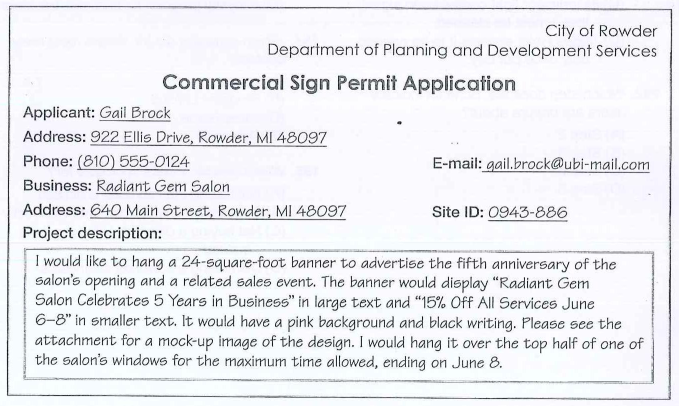 City of Rowder
Department of Planning and Development Services
Commercial Sign Permit Application
Applicant: Gail Brock
Address: 922 Ellis Drive, Rowder, MI 48097
Phone: (810) 555-0124 E-mail: gail.brock@ubi-mail.com
Business: Radiant Gem Salon
Address: 640 Main Street, Rowder, MI 48097 Site ID: 0943-886
Project description:
I would like to hang a 24-square-foot banner to advertise the fifth anniversary of the
salon's opening and a related sales event. The banner would display "Radiant Gem
Salon Celebrates 5 Years in Business" in large text and "15% Off All Services June
6–8" in smaller text. It would have a pink background and black writing. Please see the
attachment for a mock-up image of the design. I would hang it over the top half of one of
the salon's windows for the maximum time allowed, ending on June 8.